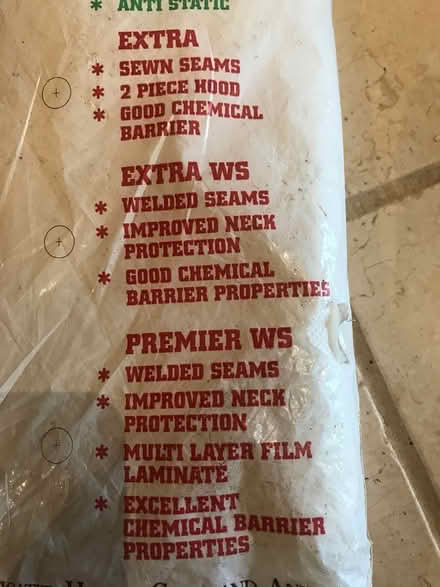 * ANTI STATIC
EXTRA
* SEWN SEAMS
* 2 PIECE HOOD
* GOOD CHEMICAL
BARRIER
EXTRA WS
* WELDED SEAMS
* IMPROVED NECK
PROTECTION
* GOOD CHEMICAL
BARRIER PROPERTIES
PREMIER WS
* WELDED SEAMS
* IMPROVED NECK
PROTECTION
* MULTI LAYER FILM
LAMINATE
* EXCELLENT
CHEMICAL BARRIER
PROPERTIES